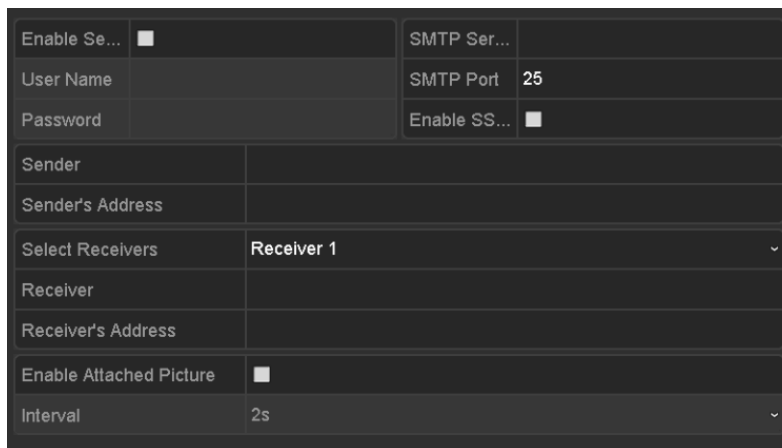 Enable Se... SMTP Ser...
User Name SMTP Port 25
Password Enable SS...
Sender
Sender's Address
Select Receivers Receiver 1
Receiver
Receiver's Address
Enable Attached Picture
Interval 2s